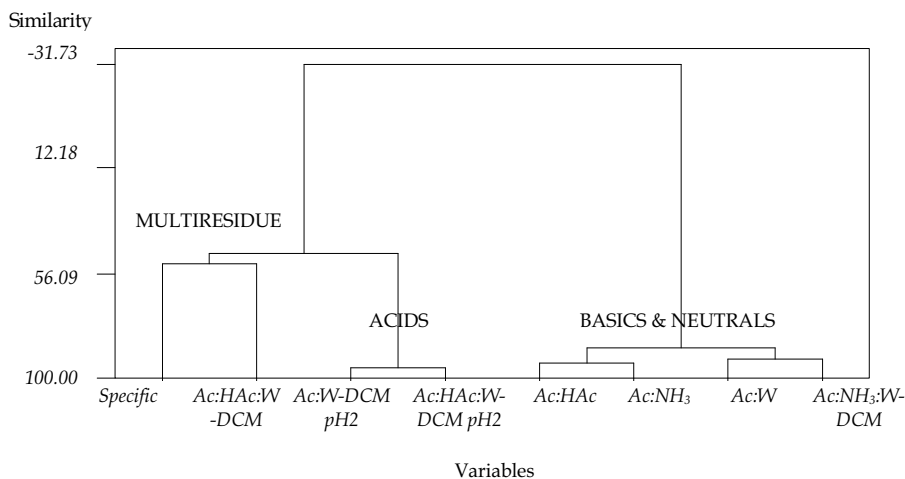 Similarity
-31.73
12.18
MULTIRESIDUE
56.09
ACIDS
BASICS & NEUTRALS
100.00
Specific Ac:HAc:W Ac:W-DCM Ac:HAc:W- Ac:HAc Ac:NH₃ Ac:W Ac:NH₃:W-
-DCM pH2 DCM pH2 DCM
Variables